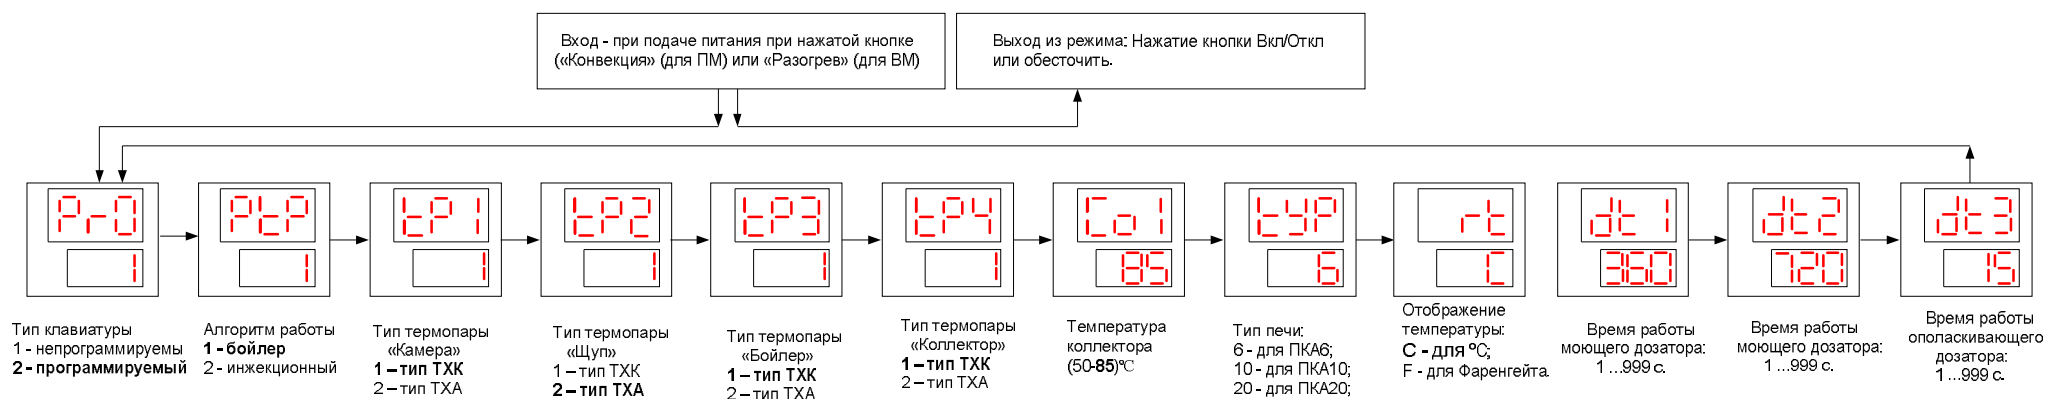 Вход - при подаче питания при нажатой кнопке
(«Конвекция» (для ПМ) или «Разогрев» (для ВМ)
Выход из режима: Нажатие кнопки Вкл/Откл
или обесточить.
Pr0
1
PtP
1
tP1
1
tP2
1
tP3
1
tP4
1
Co1
85
tYP
6
rt
C
dt1
360
dt2
720
dt3
15
Тип клавиатуры
1 - непрограммируемы
2 - программируемый
Алгоритм работы
1 - бойлер
2 - инжекционный
Тип термопары
«Камера»
1 – тип ТХК
2 – тип ТХА
Тип термопары
«Щуп»
1 – тип ТХК
2 – тип ТХА
Тип термопары
«Бойлер»
1 – тип ТХК
2 – тип ТХА
Тип термопары
«Коллектор»
1 – тип ТХК
2 – тип ТХА
Температура
коллектора
(50-85)°C
Тип печи:
6 - для ПКА6;
10 - для ПКА10;
20 - для ПКА20;
Отображение
температуры:
С - для °C;
F - для Фаренгейта.
Время работы
моющего дозатора:
1 ...999 с.
Время работы
моющего дозатора:
1 ...999 с.
Время работы
ополаскивающего
дозатора:
1 ...999 с.